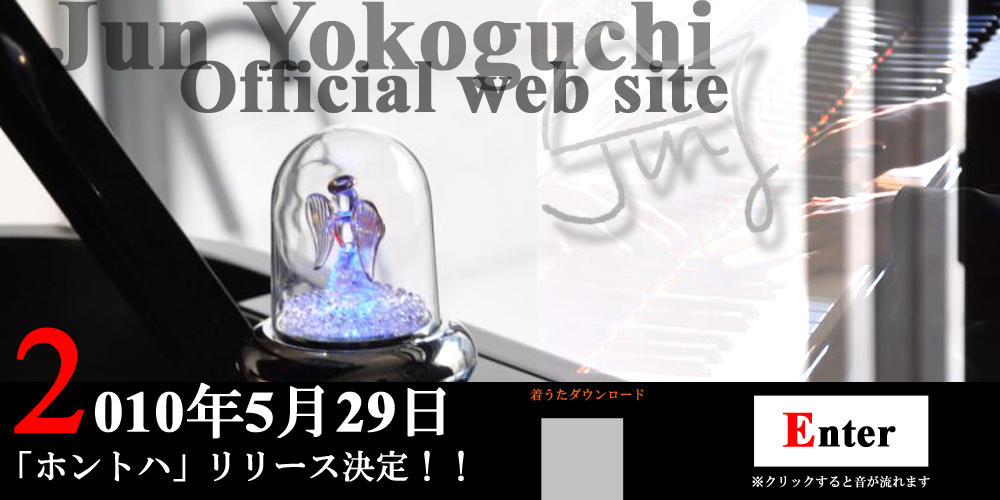 Jun Yokoguchi
Official web site
Jun
2010年5月29日
「ホントハ」リリース決定！！
着うたダウンロード
Enter
※クリックすると音が流れます